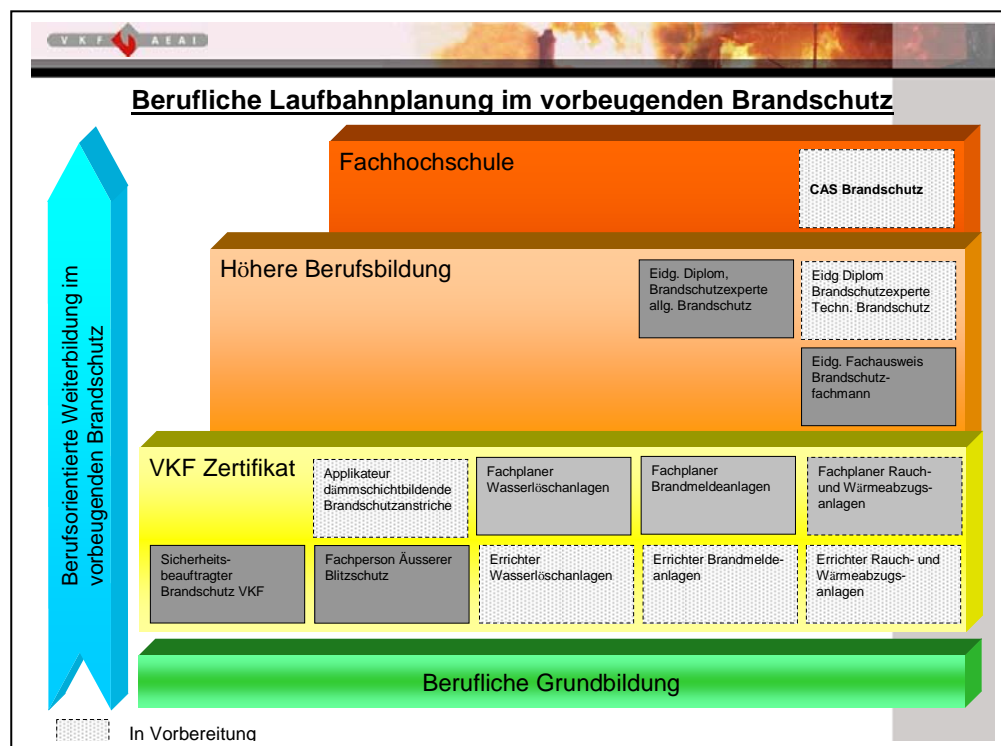 VKF AEAI
Berufliche Laufbahnplanung im vorbeugenden Brandschutz
Berufsorientierte Weiterbildung im
vorbeugenden Brandschutz
Fachhochschule
CAS Brandschutz
Höhere Berufsbildung
Eidg. Diplom,
Brandschutzexperte
allg. Brandschutz
Eidg Diplom
Brandschutzexperte
Techn. Brandschutz
Eidg. Fachausweis
Brandschutz-
fachmann
VKF Zertifikat
Applikateur
dämmschichtbildende
Brandschutzanstriche
Fachplaner
Wasserlöschanlagen
Fachplaner
Brandmeldeanlagen
Fachplaner Rauch-
und Wärmeabzugs-
anlagen
Sicherheits-
beauftragter
Brandschutz VKF
Fachperson Äusserer
Blitzschutz
Errichter
Wasserlöschanlagen
Errichter Brandmelde-
anlagen
Errichter Rauch- und
Wärmeabzugs-
anlagen
Berufliche Grundbildung
In Vorbereitung